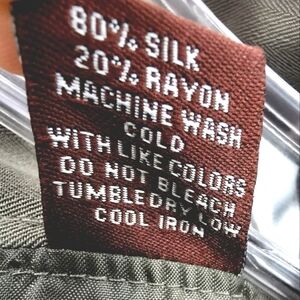 80% SILK
20% RAYON
MACHINE WASH
COLD
WITH LIKE COLORS
DO NOT BLEACH
TUMBLE DRY LOW
COOL IRON